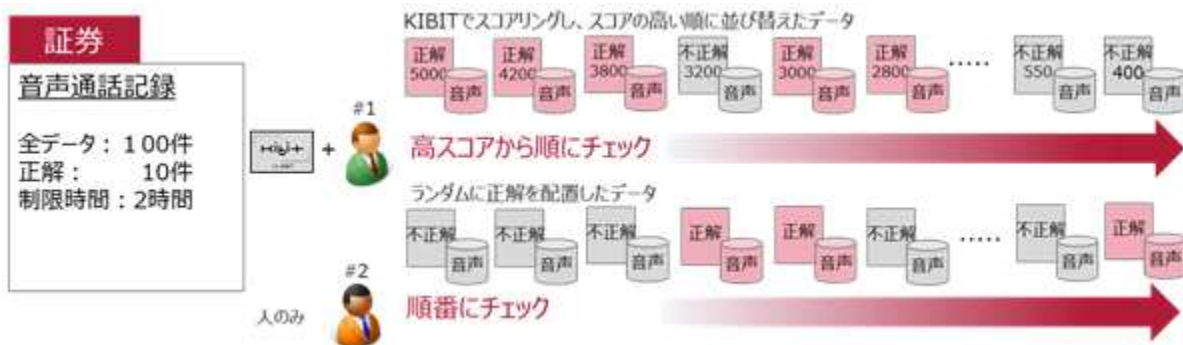 証券
音声通話記録
全データ：100件
正解： 10件
制限時間：2時間
KIBITでスコアリングし、スコアの高い順に並び替えたデータ
正解 5000 音声
正解 4200 音声
正解 3800 音声
不正解 3200 音声
正解 3000 音声
正解 2800 音声
.....
不正解 550 音声
不正解 400 音声
#1
+
高スコアから順にチェック
ランダムに正解を配置したデータ
不正解 音声
不正解 音声
不正解 音声
正解 音声
正解 音声
不正解 音声
.....
不正解 音声
正解 音声
#2
人のみ
順番にチェック